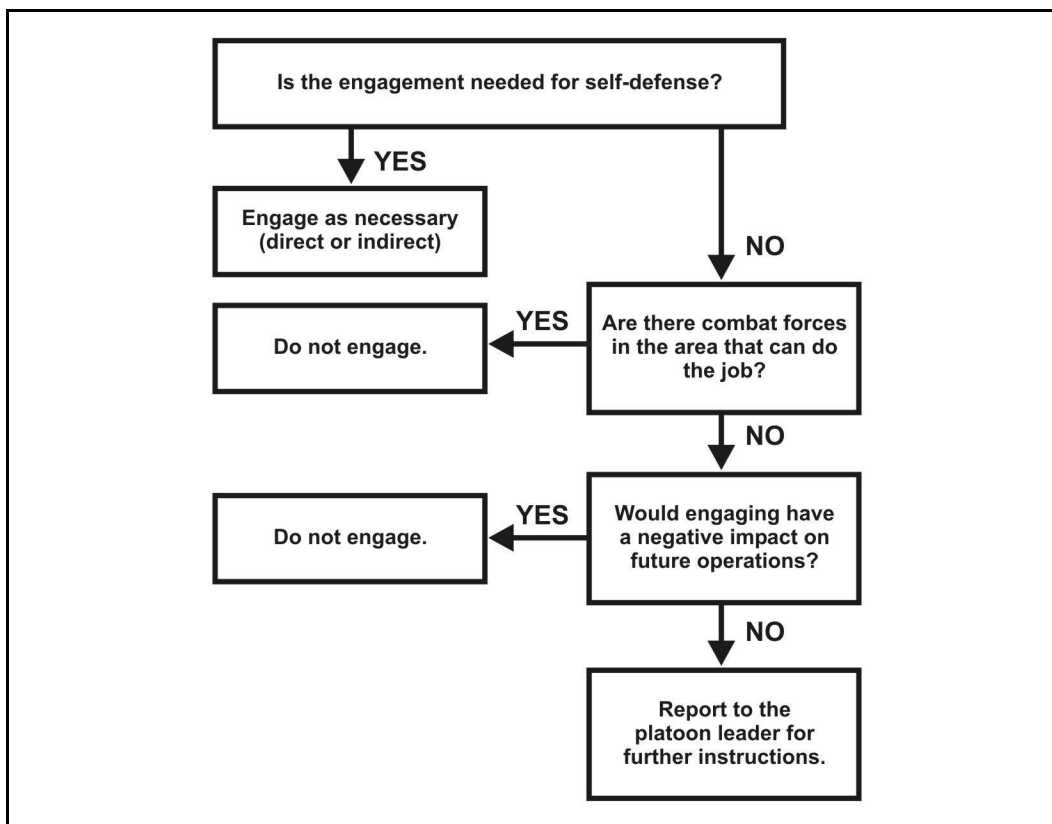 Is the engagement needed for self-defense?
YES
Engage as necessary
(direct or indirect)
NO
Are there combat forces
in the area that can do
the job?
YES
Do not engage.
NO
Would engaging have
a negative impact on
future operations?
YES
Do not engage.
NO
Report to the
platoon leader for
further instructions.